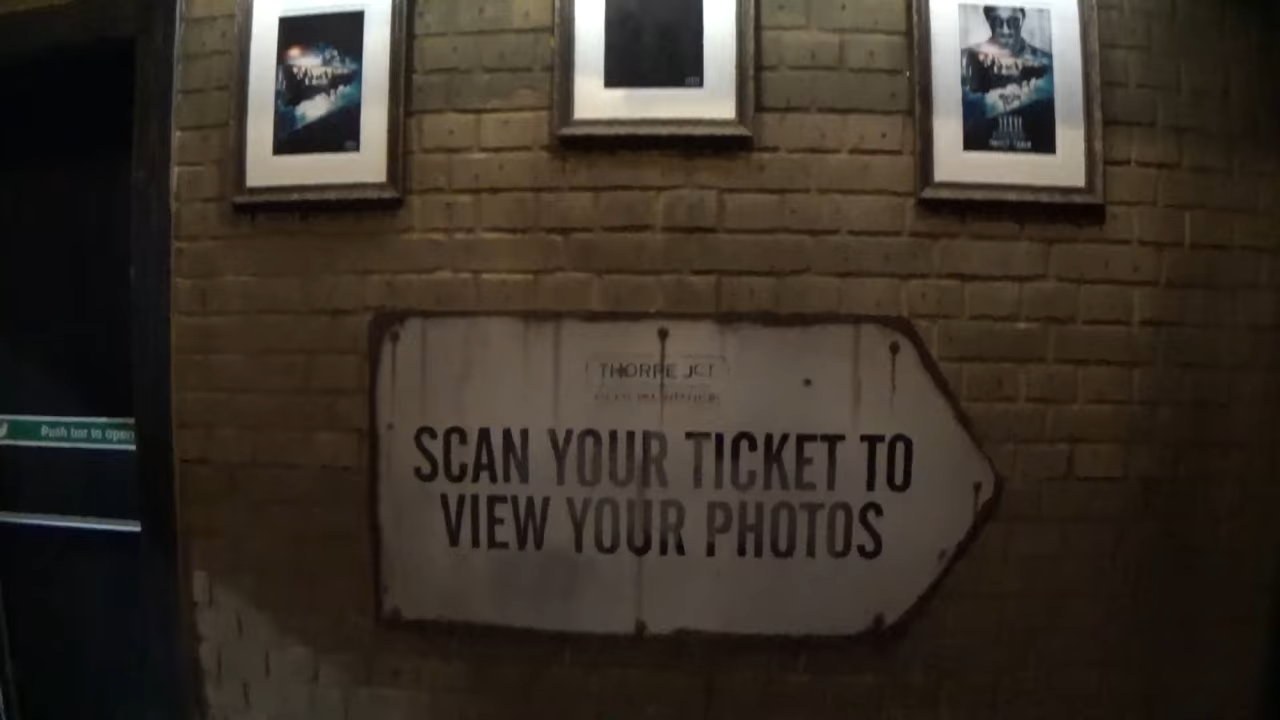 THORPE JCT
SCAN YOUR TICKET TO
VIEW YOUR PHOTOS
Push bar to open